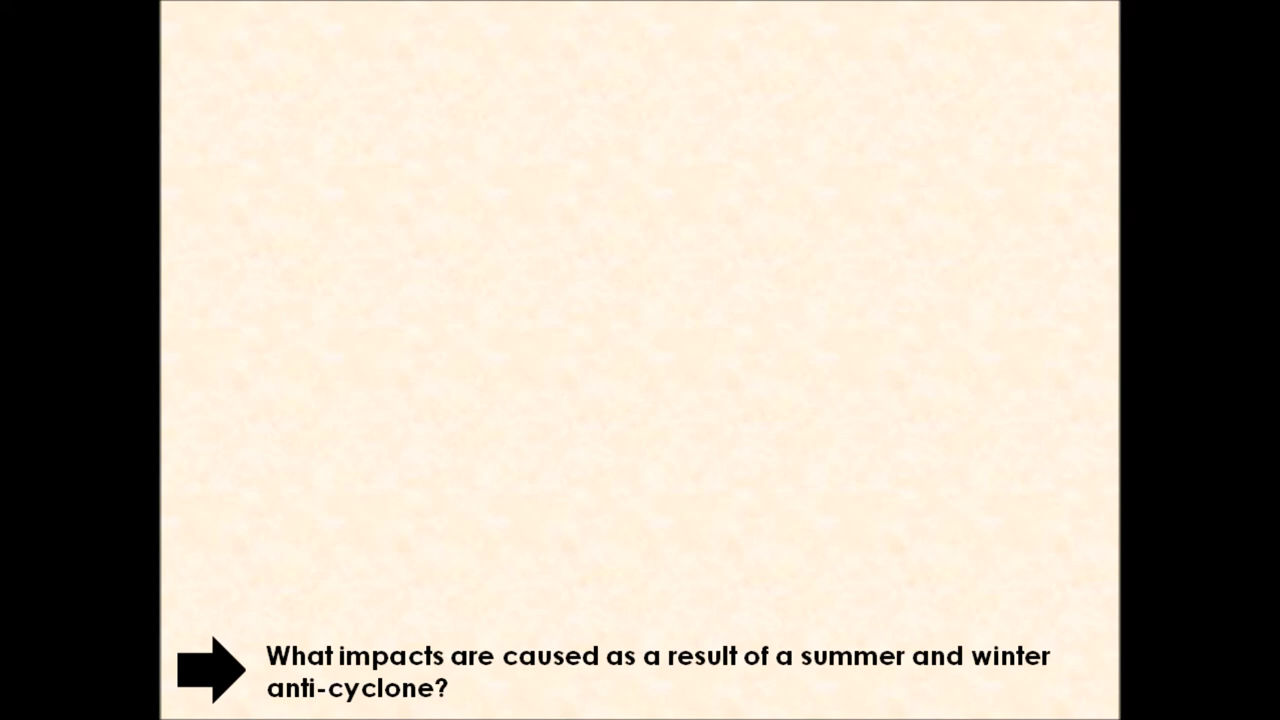 What impacts are caused as a result of a summer and winter
anti-cyclone?